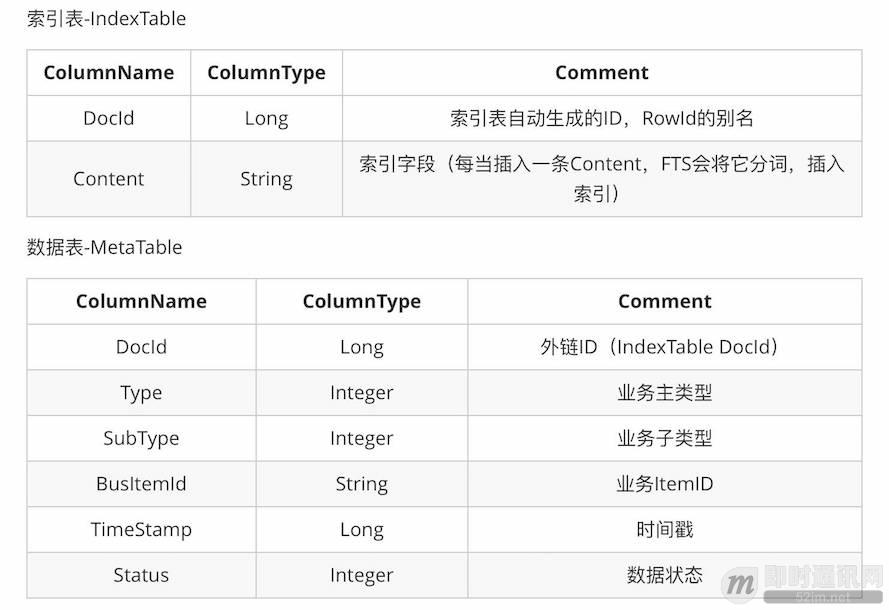 索引表-IndexTable
ColumnName ColumnType Comment
DocId Long 索引表自动生成的ID，RowId的别名
Content String 索引字段（每当插入一条Content，FTS会将它分词，插入
索引）
数据表-MetaTable
ColumnName ColumnType Comment
DocId Long 外链ID（IndexTable DocId）
Type Integer 业务主类型
SubType Integer 业务子类型
BusItemId String 业务ItemID
TimeStamp Long 时间戳
Status Integer 数据状态
m 即时通讯网
52im.net